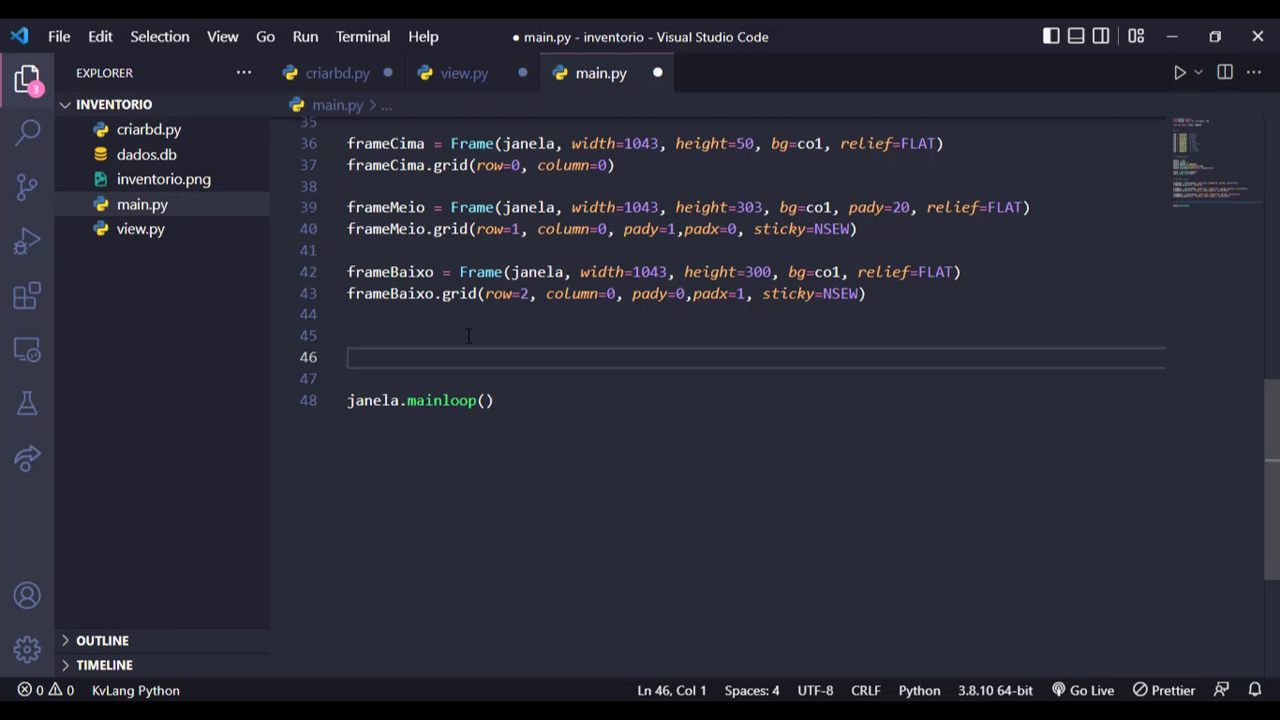 File Edit Selection View Go Run Terminal Help
● main.py - inventorio - Visual Studio Code
EXPLORER
criarbd.py
view.py
main.py
3
INVENTORIO
main.py > ...
criarbd.py
dados.db
inventorio.png
main.py
view.py
35
36 frameCima = Frame(janela, width=1043, height=50, bg=co1, relief=FLAT)
37 frameCima.grid(row=0, column=0)
38
39 frameMeio = Frame(janela, width=1043, height=303, bg=co1, pady=20, relief=FLAT)
40 frameMeio.grid(row=1, column=0, pady=1,padx=0, sticky=NSEW)
41
42 frameBaixo = Frame(janela, width=1043, height=300, bg=co1, relief=FLAT)
43 frameBaixo.grid(row=2, column=0, pady=0,padx=1, sticky=NSEW)
44
45
46
47
48 janela.mainloop()
OUTLINE
TIMELINE
0 0 KvLang Python
Ln 46, Col 1 Spaces: 4 UTF-8 CRLF Python 3.8.10 64-bit Go Live Prettier